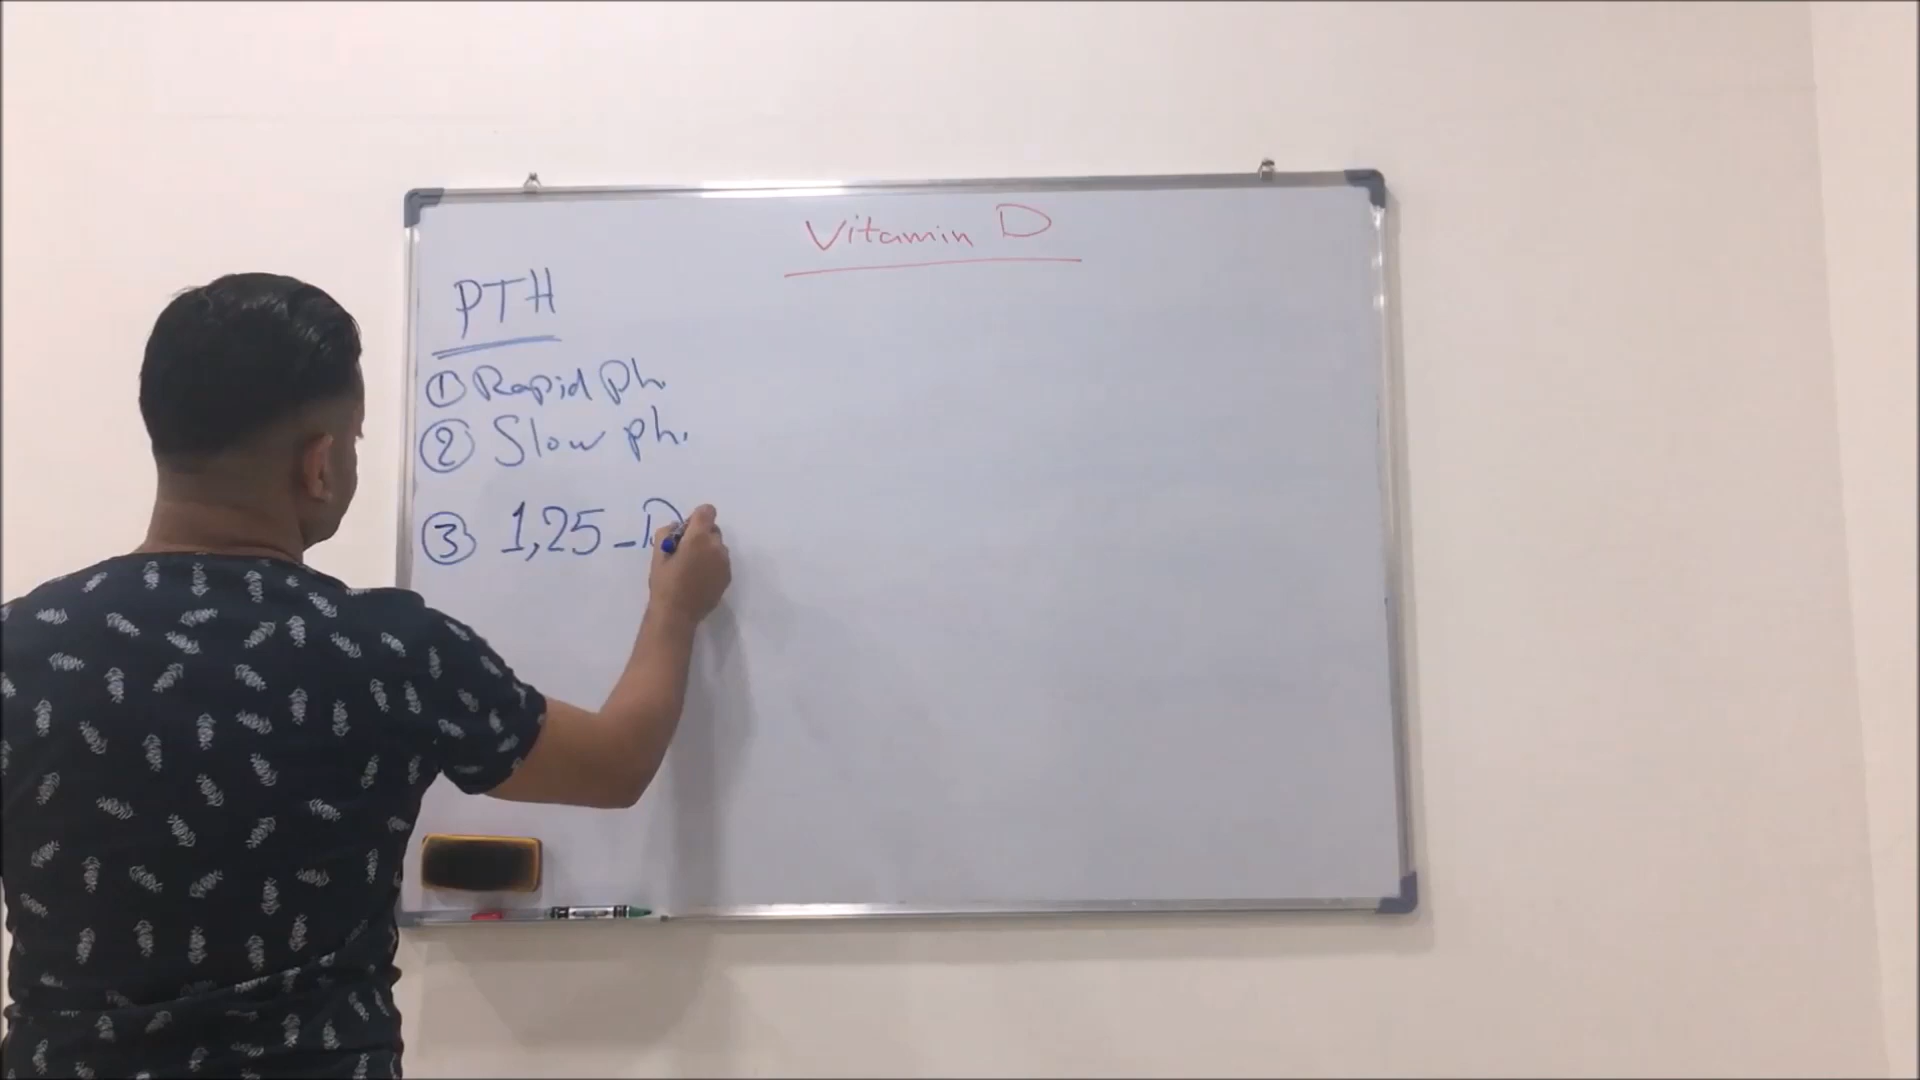 Vitamin D
PTH
① Rapid Ph.
② Slow ph.
③ 1,25-D